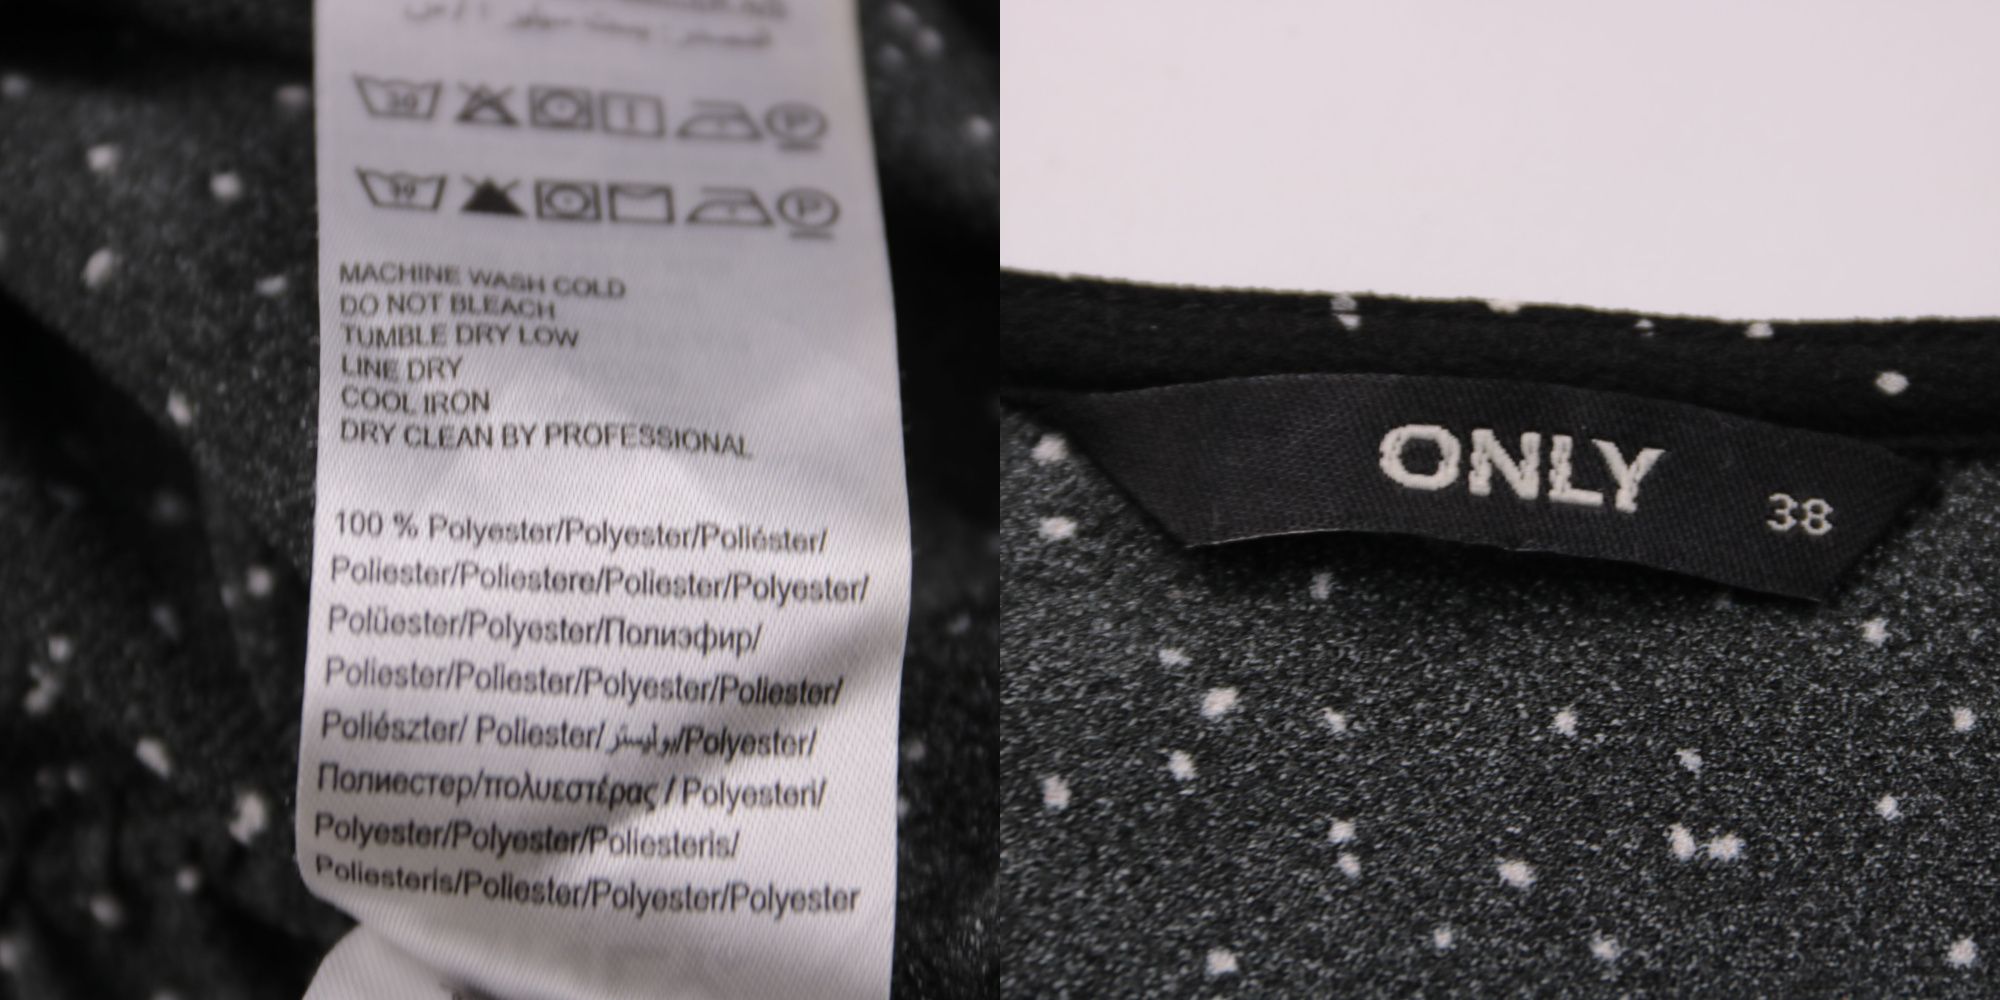 30
30
MACHINE WASH COLD
DO NOT BLEACH
TUMBLE DRY LOW
LINE DRY
COOL IRON
DRY CLEAN BY PROFESSIONAL
100 % Polyester/Polyester/Poliéster/
Poliester/Poliestere/Poliester/Polyester/
Polüester/Polyester/Полиэфир/
Poliester/Poliester/Polyester/Poliester/
Poliészter/ Poliester/بوليستر/Polyester/
Полиестер/πολυεστέρας / Polyesteri/
Polyester/Polyester/Poliesteris/
Poliesteris/Poliester/Polyester/Polyester
ONLY
38